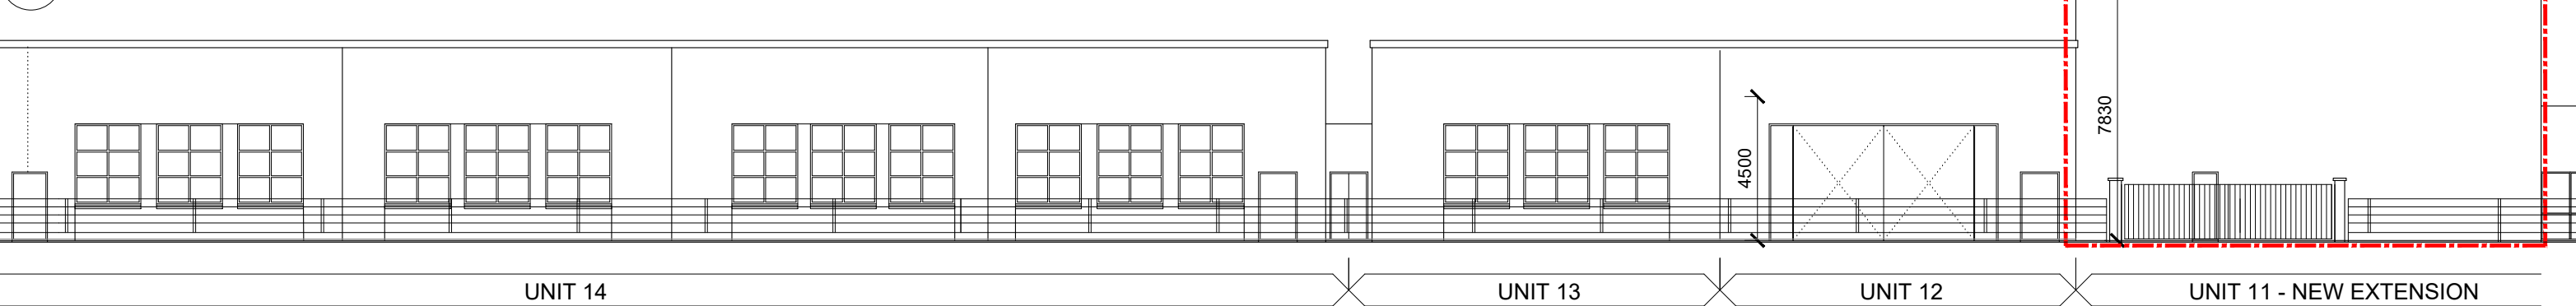 7830
4500
UNIT 14
UNIT 13
UNIT 12
UNIT 11 - NEW EXTENSION